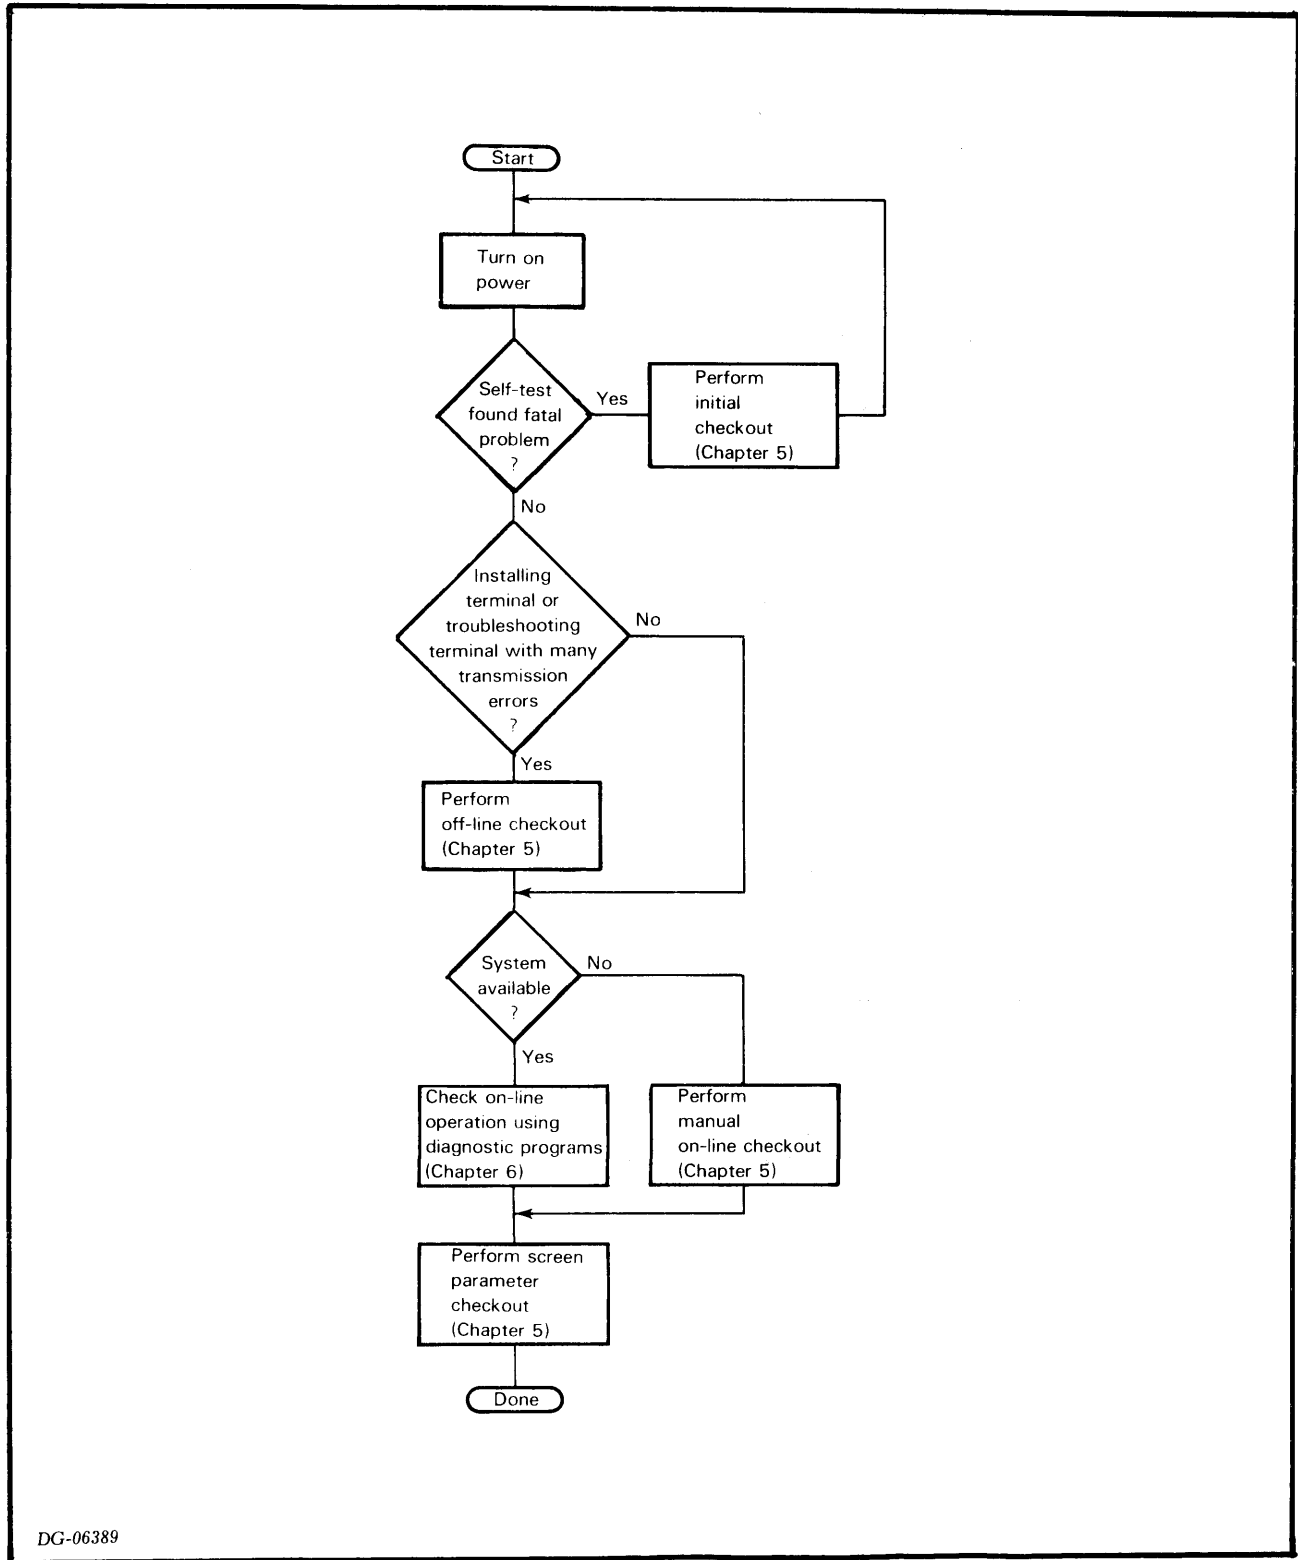 Start
Turn on
power
Self-test
found fatal
problem
?
Yes
Perform
initial
checkout
(Chapter 5)
No
Installing
terminal or
troubleshooting
terminal with many
transmission
errors
?
No
Yes
Perform
off-line checkout
(Chapter 5)
System
available
?
No
Yes
Check on-line
operation using
diagnostic programs
(Chapter 6)
Perform
manual
on-line checkout
(Chapter 5)
Perform screen
parameter
checkout
(Chapter 5)
Done
DG-06389